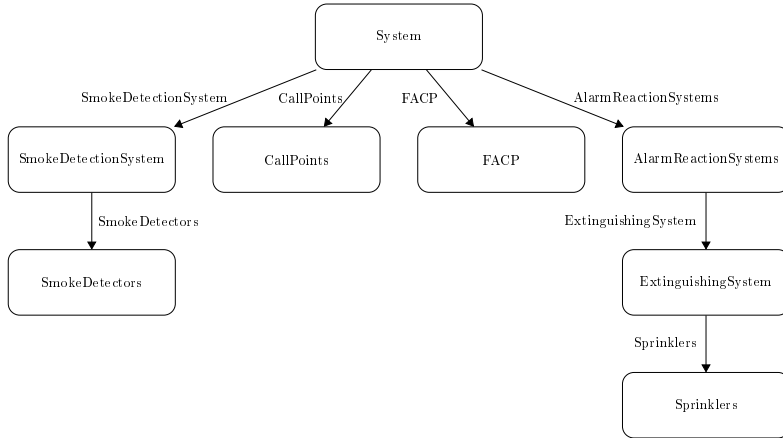 System
SmokeDetectionSystem
CallPoints
FACP
AlarmReactionSystems
SmokeDetectionSystem
CallPoints
FACP
AlarmReactionSystems
SmokeDetectors
ExtinguishingSystem
SmokeDetectors
ExtinguishingSystem
Sprinklers
Sprinklers